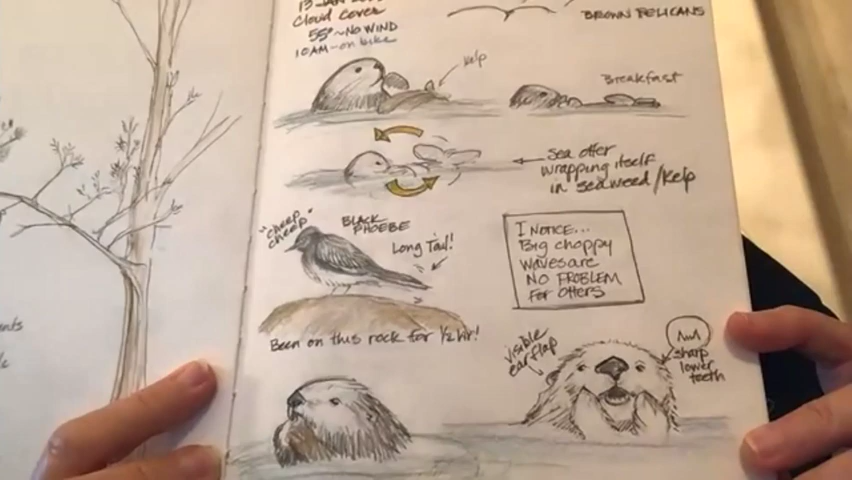 13-JAN
Cloud cover
55° ~ NO WIND
10AM-on bike
BROWN PELICANS
Kelp
Breakfast
sea otter
wrapping itself
in seaweed/kelp
"cheep
cheep"
BLACK
PHOEBE
Long Tail!
I NOTICE...
Big choppy
waves are
NO PROBLEM
For otters
Been on this rock for 1/2 hr!
visible
ear flap
sharp
lower
teeth